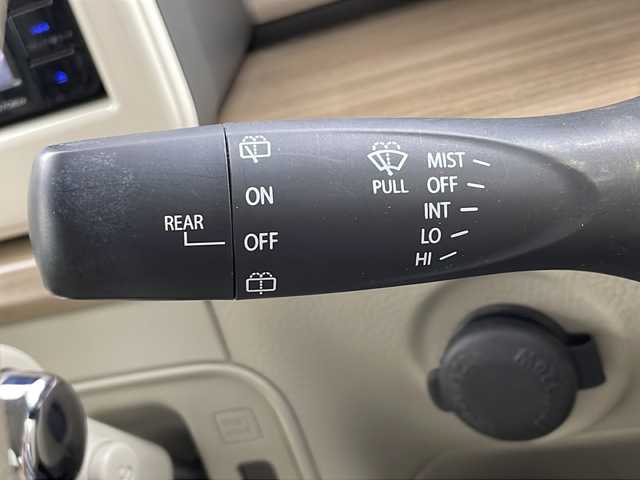 REAR
ON
OFF
PULL
MIST
OFF
INT
LO
HI